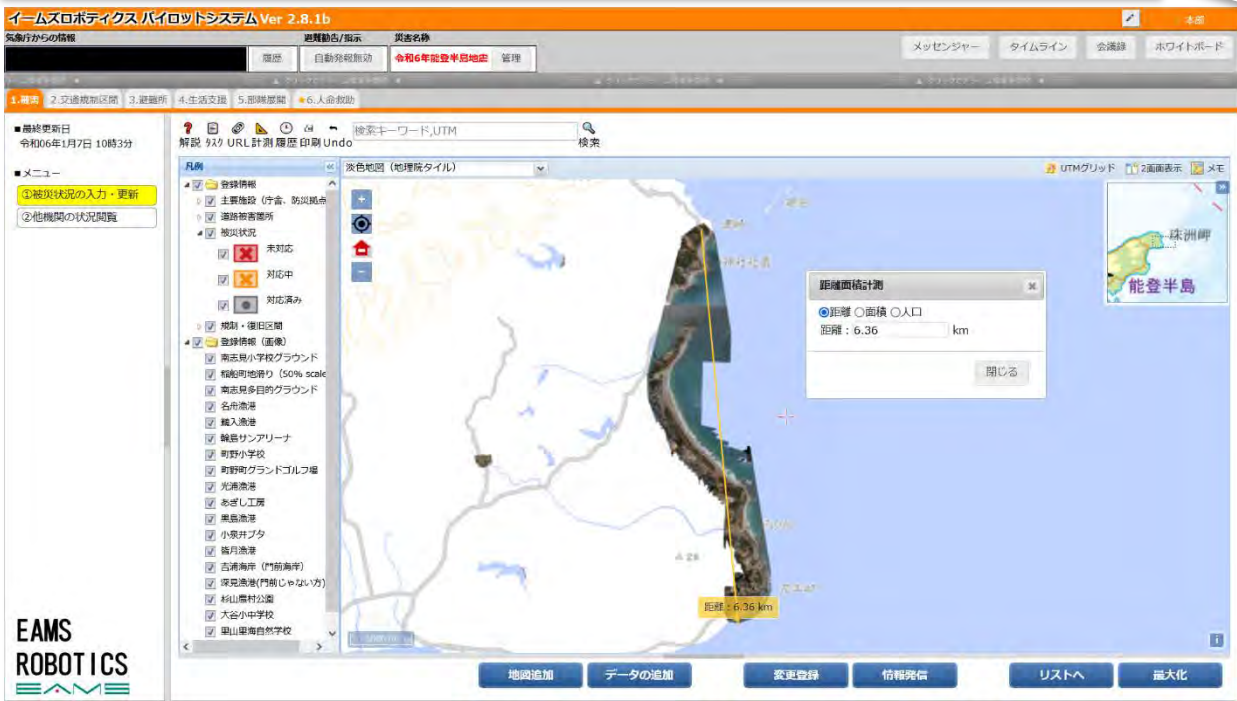 イームズロボティクス パイロットシステム Ver 2.8.1b
本部
気象庁からの情報
避難勧告/指示
災害名称
履歴
自動発報無効
令和6年能登半島地震
管理
メッセンジャー
タイムライン
会議録
ホワイトボード
1.被災
2.交通規制区間
3.避難所
4.生活支援
5.部隊展開
★6.人命救助
■最終更新日
令和06年1月7日 10時3分
■メニュー
①被災状況の入力・更新
②他機関の状況閲覧
解説 タスク URL 計測 履歴 印刷 Undo
検索キーワード,UTM
検索
凡例
淡色地図（地理院タイル）
UTMグリッド
2画面表示
メモ
登録情報
主要施設（庁舎、防災拠点
道路被害箇所
被災状況
未対応
対応中
対応済み
規制・復旧区間
登録情報（画像）
南志見小学校グラウンド
稲舩町地滑り（50% scale
南志見多目的グラウンド
名舟漁港
鵜入漁港
輪島サンアリーナ
町野小学校
町野町グランドゴルフ場
光浦漁港
あぎし工房
黒島漁港
小泉井ブタ
皆月漁港
吉浦海岸（門前海岸）
深見漁港(門前じゃない方)
杉山農村公園
大谷小中学校
里山里海自然学校
珠洲岬
能登半島
距離面積計測
距離 面積 人口
距離：6.36 km
閉じる
距離：6.36 km
地図追加
データの追加
変更登録
情報発信
リストへ
最大化
EAMS
ROBOTICS